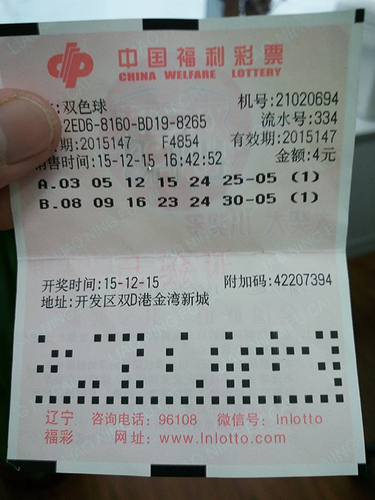 中国福利彩票
CHINA WELFARE LOTTERY
:双色球 机号:21020694
2ED6-8160-BD19-8265 流水号:334
期:2015147 F4854 有效期:2015147
销售时间:15-12-15 16:42:52 金额:4元
A.03 05 12 15 24 25-05 (1)
B.08 09 16 23 24 30-05 (1)
开奖时间:15-12-15 附加码:42207394
地址:开发区双D港金湾新城
辽宁 咨询电话:96108 微信号:lnlotto
福彩 网址:www.lnlotto.com